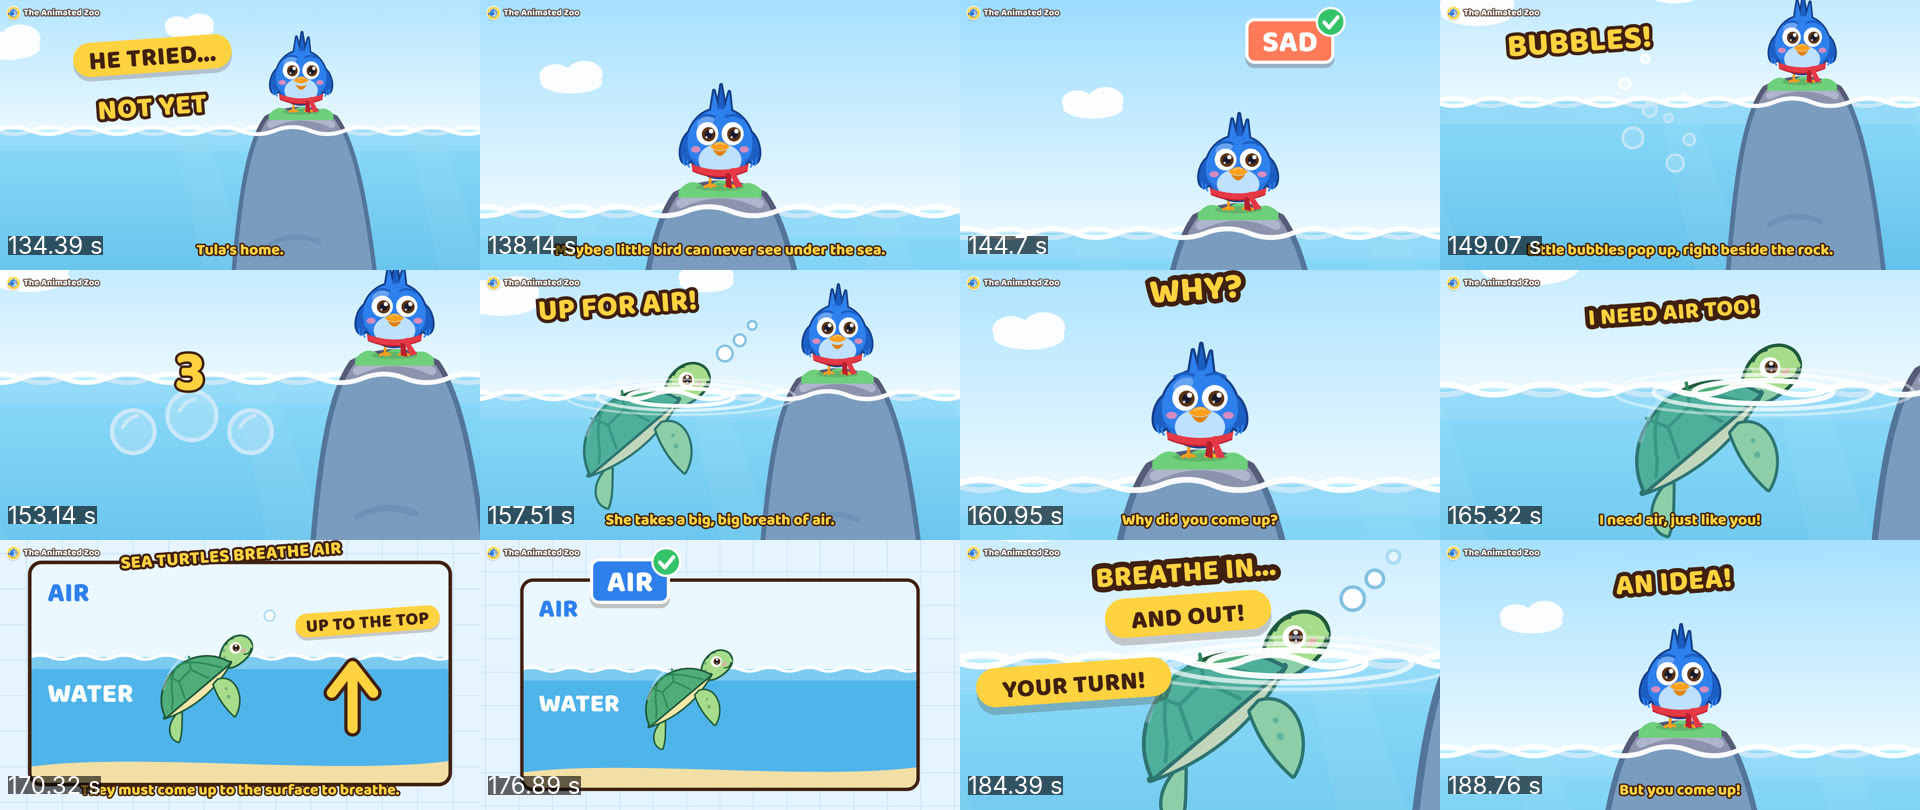 The Animated Zoo
HE TRIED...
NOT YET
Tula's home.
134.39 s
The Animated Zoo
a little bird can never see under the sea.
138.14 s
The Animated Zoo
SAD
144.7 s
The Animated Zoo
BUBBLES!
bubbles pop up, right beside the rock.
149.07 s
The Animated Zoo
3
153.14 s
The Animated Zoo
UP FOR AIR!
She takes a big, big breath of air.
157.51 s
The Animated Zoo
WHY?
Why did you come up?
160.95 s
The Animated Zoo
I NEED AIR TOO!
I need air, just like you!
165.32 s
The Animated Zoo
SEA TURTLES BREATHE AIR
AIR
UP TO THE TOP
WATER
must come up to the surface to breathe.
170.32 s
The Animated Zoo
AIR
AIR
WATER
176.89 s
The Animated Zoo
BREATHE IN...
AND OUT!
YOUR TURN!
184.39 s
The Animated Zoo
AN IDEA!
But you come up!
188.76 s